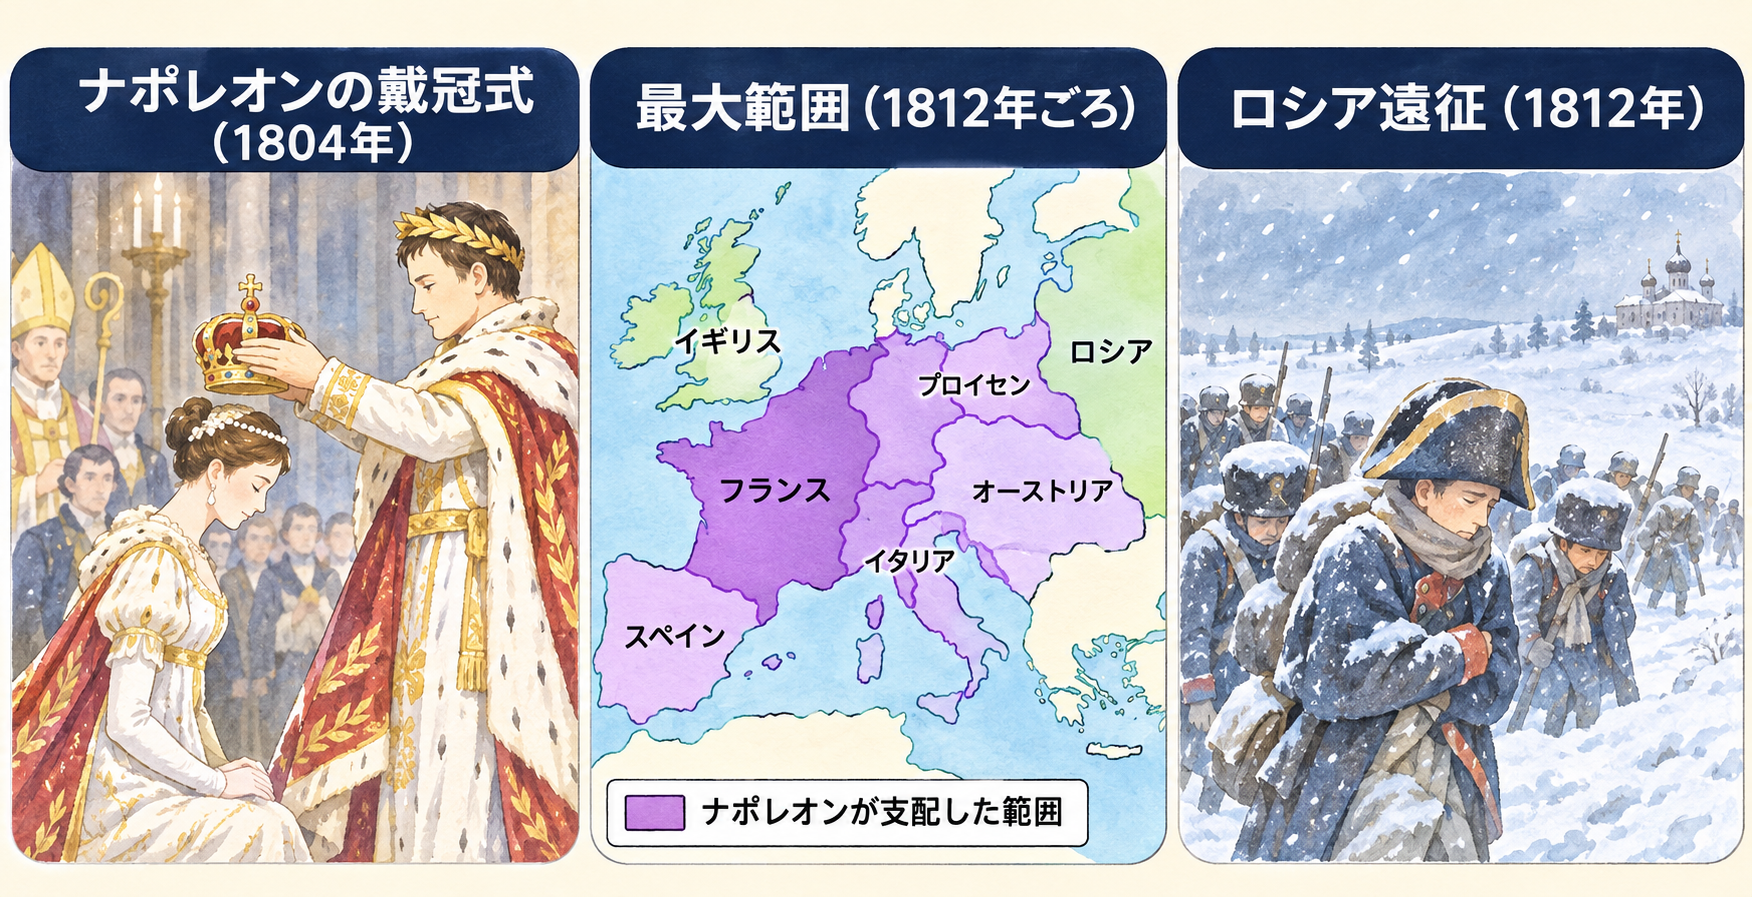 ナポレオンの戴冠式
（1804年）
最大範囲（1812年ごろ）
イギリス
ロシア
プロイセン
フランス
オーストリア
イタリア
スペイン
ナポレオンが支配した範囲
ロシア遠征（1812年）